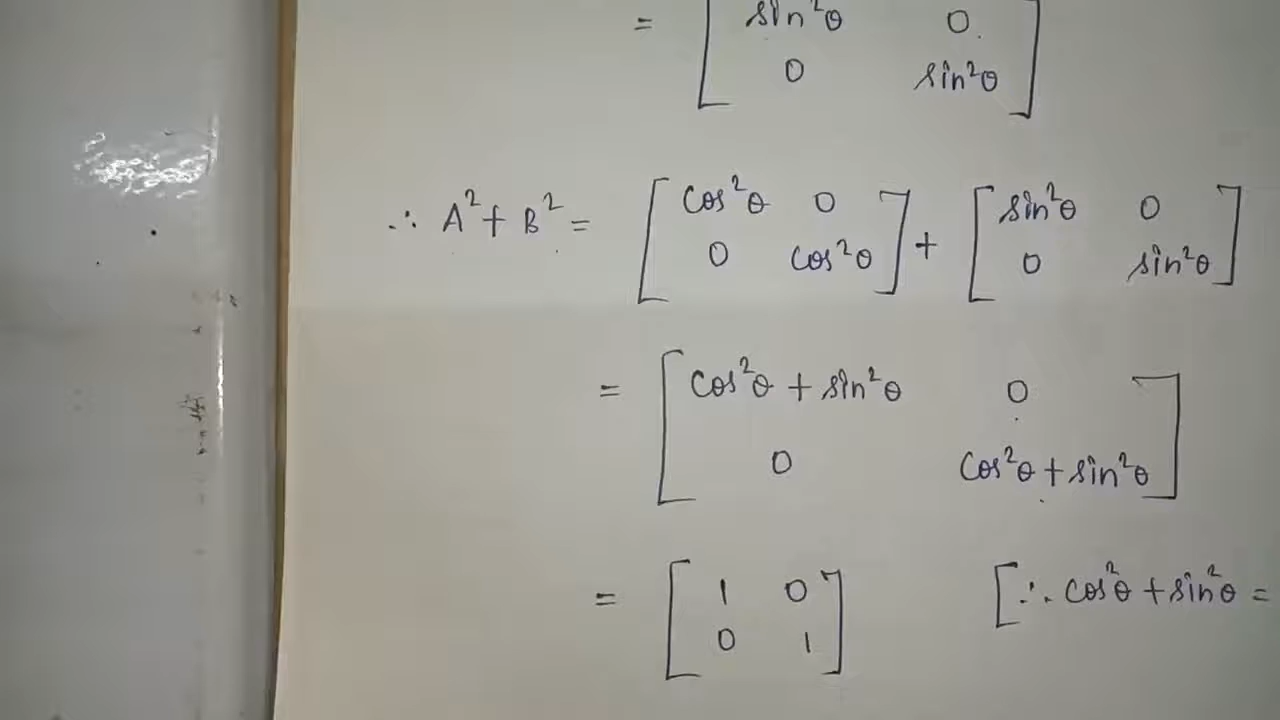 = [ sin²θ 0
0 sin²θ ]
∴ A² + B² = [ cos²θ 0
0 cos²θ ] + [ sin²θ 0
0 sin²θ ]
= [ cos²θ + sin²θ 0
0 cos²θ + sin²θ ]
= [ 1 0
0 1 ]
[ ∴ cos²θ + sin²θ =